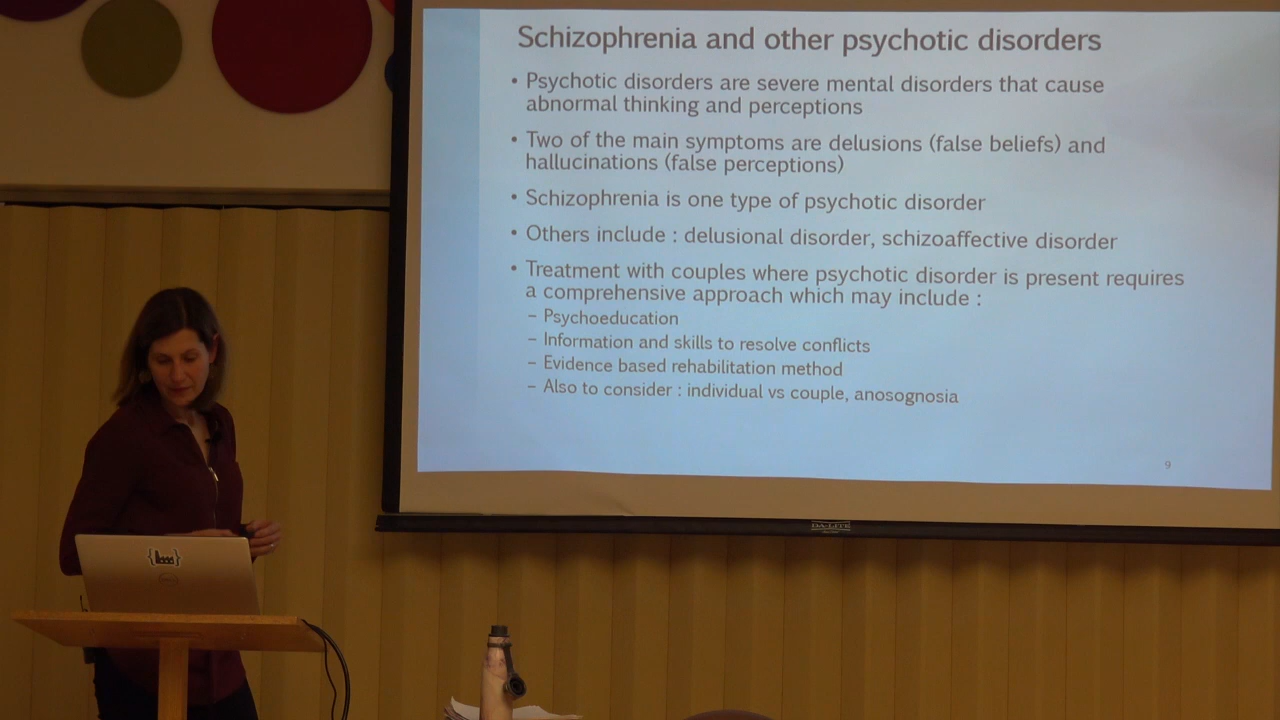 Schizophrenia and other psychotic disorders
• Psychotic disorders are severe mental disorders that cause
abnormal thinking and perceptions
• Two of the main symptoms are delusions (false beliefs) and
hallucinations (false perceptions)
• Schizophrenia is one type of psychotic disorder
• Others include : delusional disorder, schizoaffective disorder
• Treatment with couples where psychotic disorder is present requires
a comprehensive approach which may include :
– Psychoeducation
– Information and skills to resolve conflicts
– Evidence based rehabilitation method
– Also to consider : individual vs couple, anosognosia
9
DA-LITE
DELL